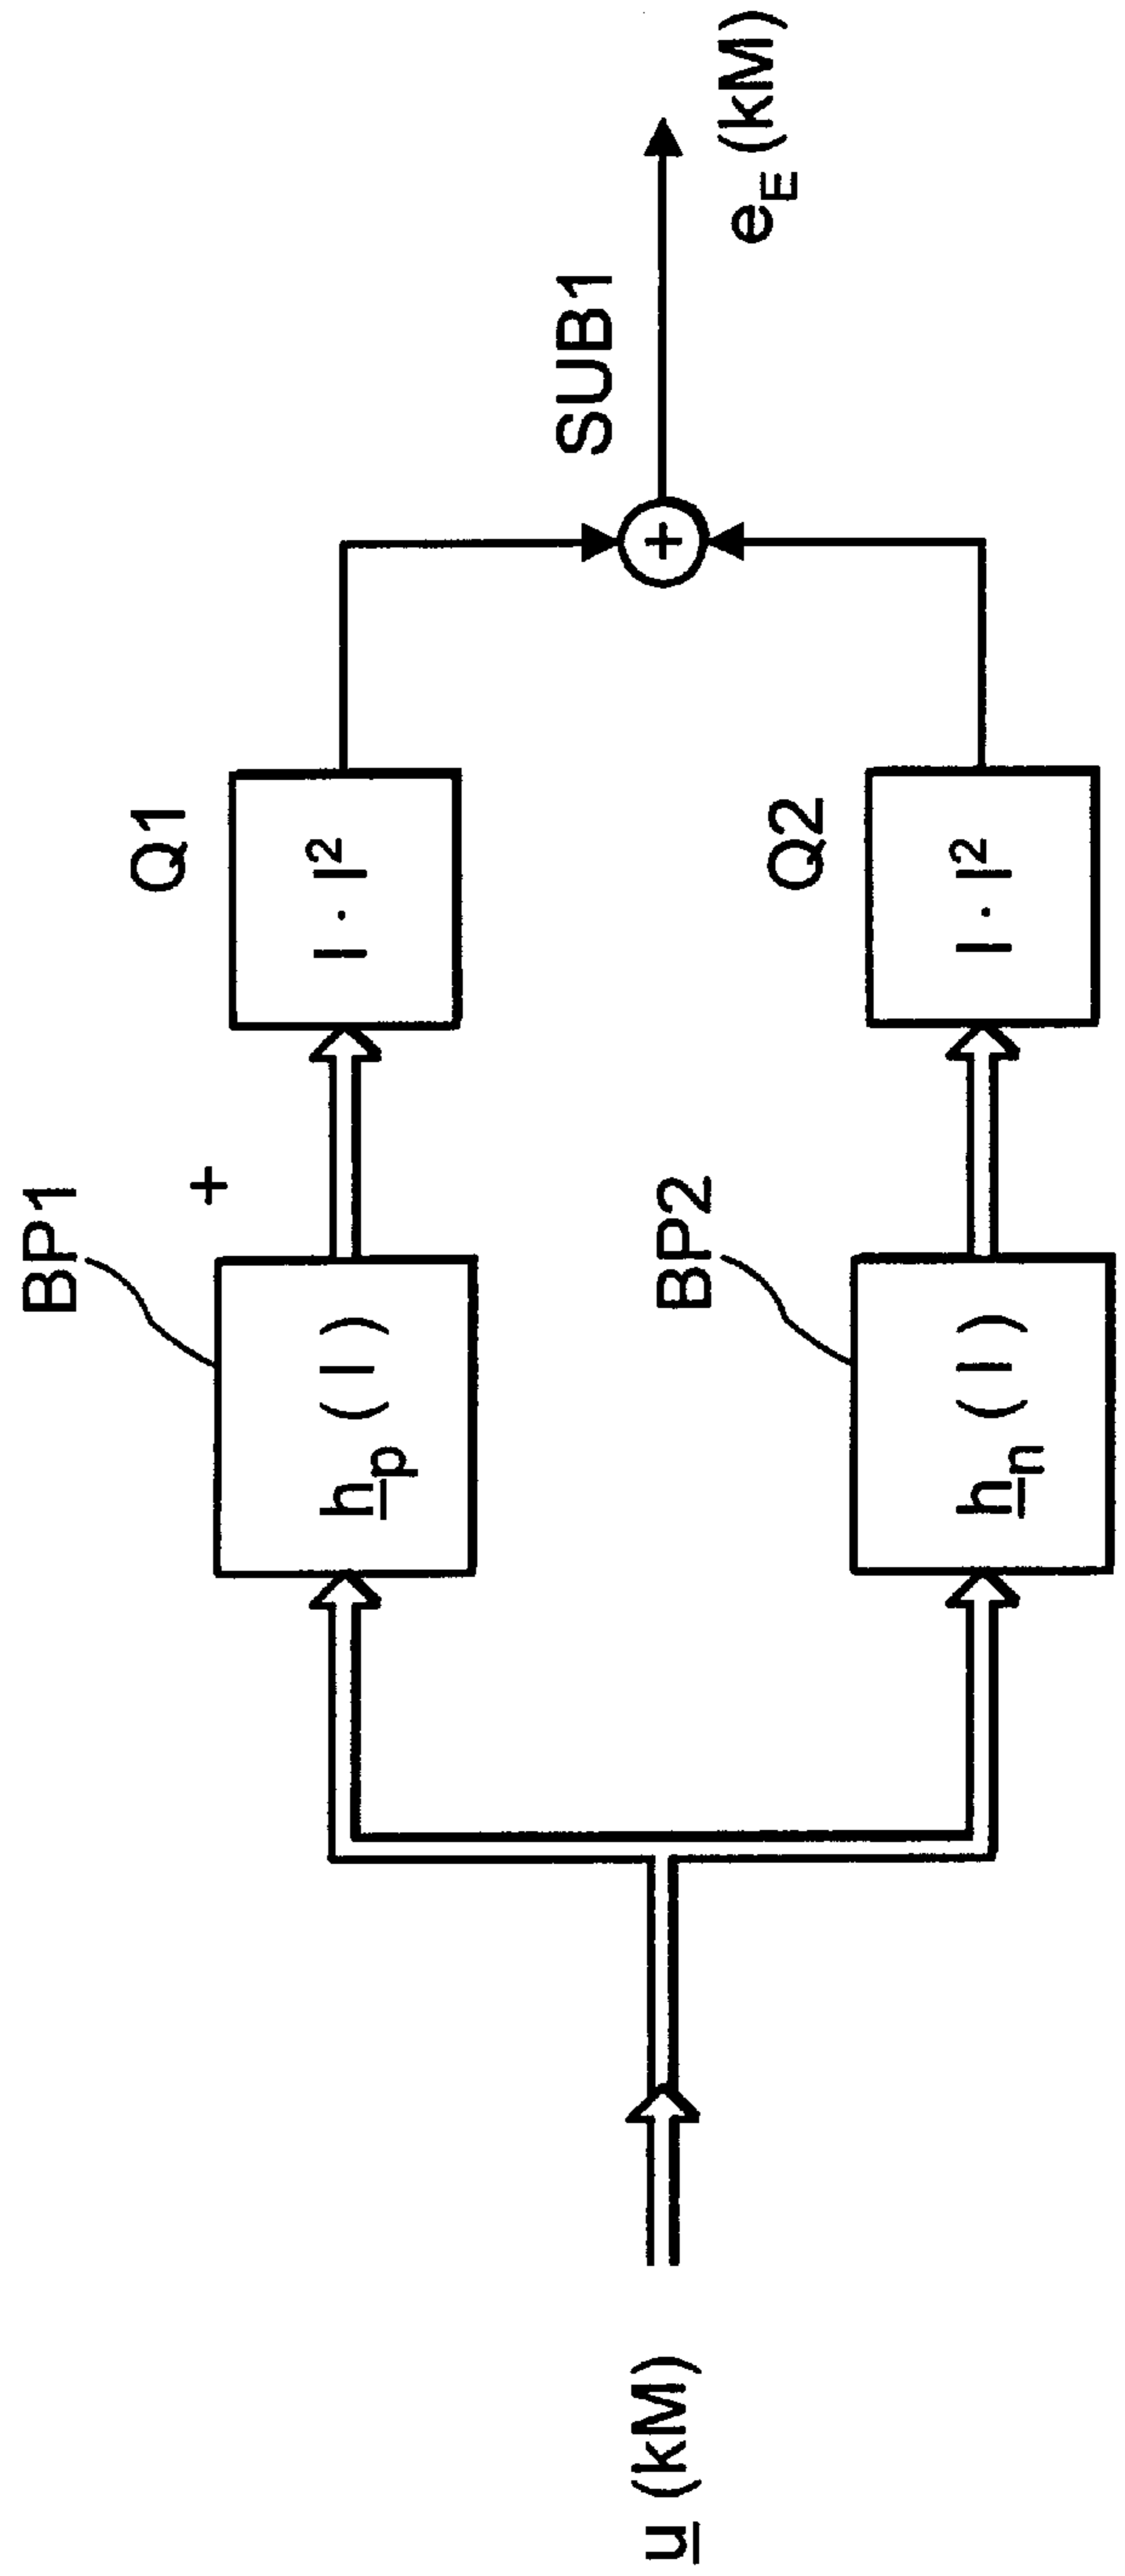 BP1
+
Q1
h_p ( l )
| · |²
SUB1
+
u (kM)
e_E (kM)
BP2
Q2
h_n ( l )
| · |²